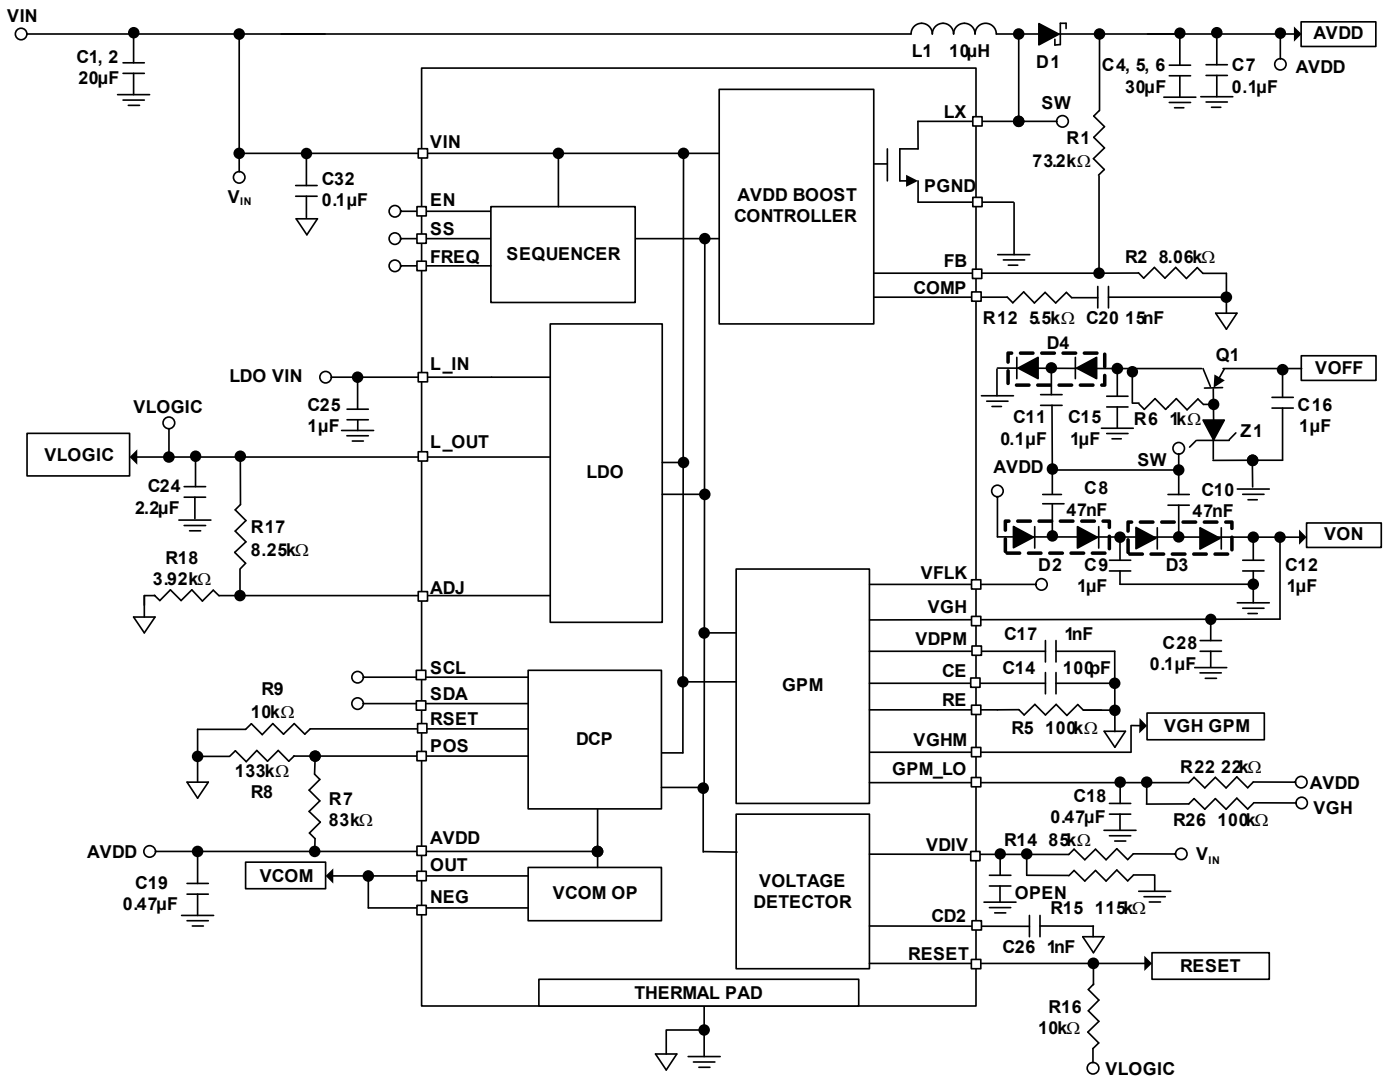 VIN
C1, 2
20µF
L1 10µH
D1
AVDD
C4, 5, 6
30µF
C7
0.1µF
AVDD
VIN
C32
0.1µF
VIN
EN
SS
FREQ
SEQUENCER
AVDD BOOST
CONTROLLER
LX
SW
R1
73.2kΩ
PGND
FB
COMP
R2 8.06kΩ
R12 5.5kΩ
C20 15nF
LDO VIN
C25
1µF
L_IN
VLOGIC
VLOGIC
L_OUT
C24
2.2µF
R17
8.25kΩ
R18
3.92kΩ
ADJ
LDO
D4
Q1
VOFF
C11
0.1µF
C15
1µF
R6 1kΩ
C16
1µF
Z1
AVDD
SW
C8
47nF
C10
47nF
VON
D2
C9
1µF
D3
C12
1µF
VFLK
VGH
VDPM
CE
RE
VGHM
GPM_LO
GPM
C17 1nF
C14 100pF
R5 100kΩ
C28
0.1µF
VGH GPM
R22 22kΩ
AVDD
C18
0.47µF
R26 100kΩ
VGH
SCL
SDA
RSET
POS
DCP
R9
10kΩ
133kΩ
R8
R7
83kΩ
AVDD
AVDD
C19
0.47µF
VCOM
OUT
NEG
VCOM OP
VOLTAGE
DETECTOR
VDIV
R14 85kΩ
VIN
OPEN
R15 115kΩ
CD2
C26 1nF
RESET
RESET
R16
10kΩ
VLOGIC
THERMAL PAD